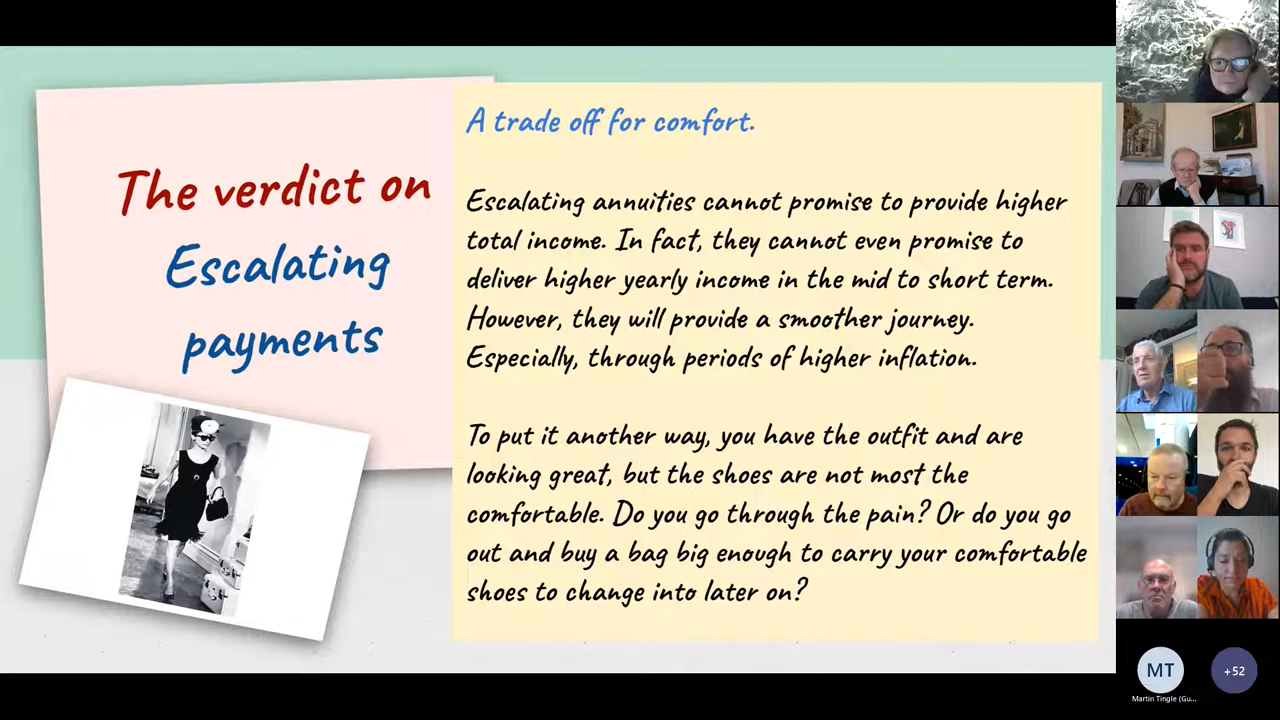 The verdict on
Escalating
payments
A trade off for comfort.
Escalating annuities cannot promise to provide higher
total income. In fact, they cannot even promise to
deliver higher yearly income in the mid to short term.
However, they will provide a smoother journey.
Especially, through periods of higher inflation.
To put it another way, you have the outfit and are
looking great, but the shoes are not most the
comfortable. Do you go through the pain? Or do you go
out and buy a bag big enough to carry your comfortable
shoes to change into later on?
MT
+52
Martin Tingle (Gu...